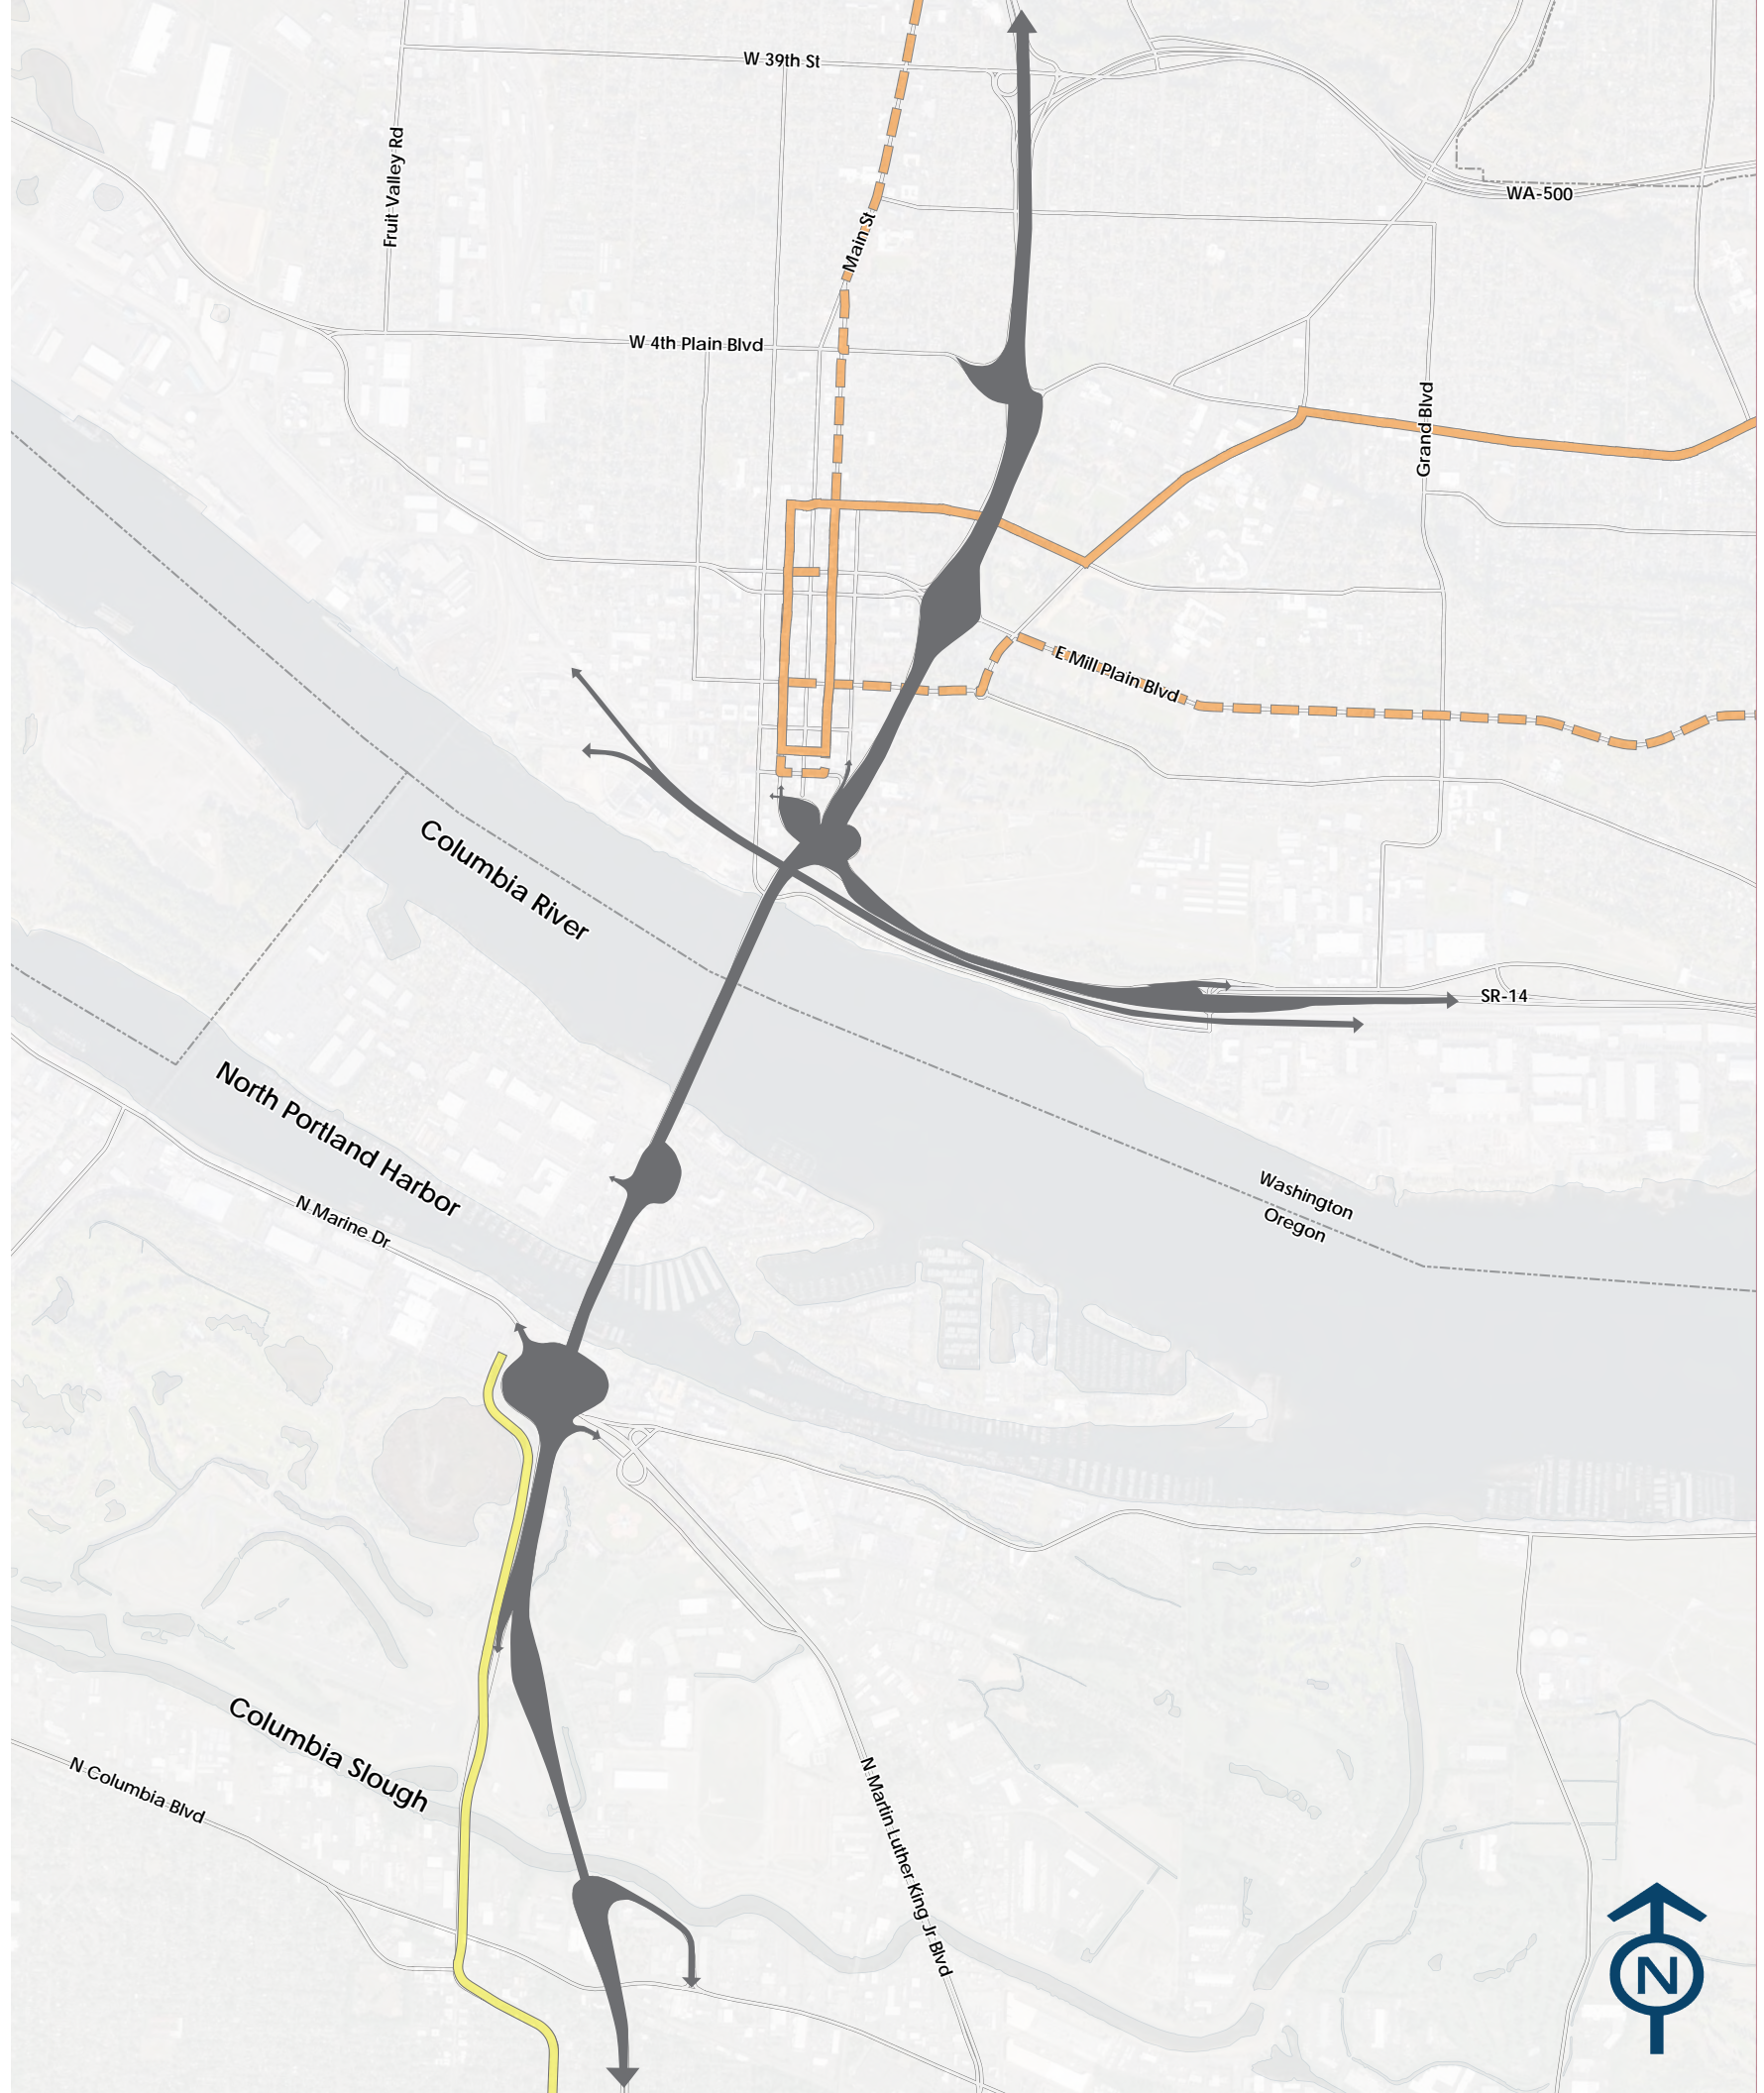 W 39th St
Fruit Valley Rd
WA-500
Main St
W 4th Plain Blvd
Grand Blvd
E Mill Plain Blvd
Columbia River
SR-14
North Portland Harbor
Washington
Oregon
N Marine Dr
Columbia Slough
N Columbia Blvd
N Martin Luther King Jr Blvd
N